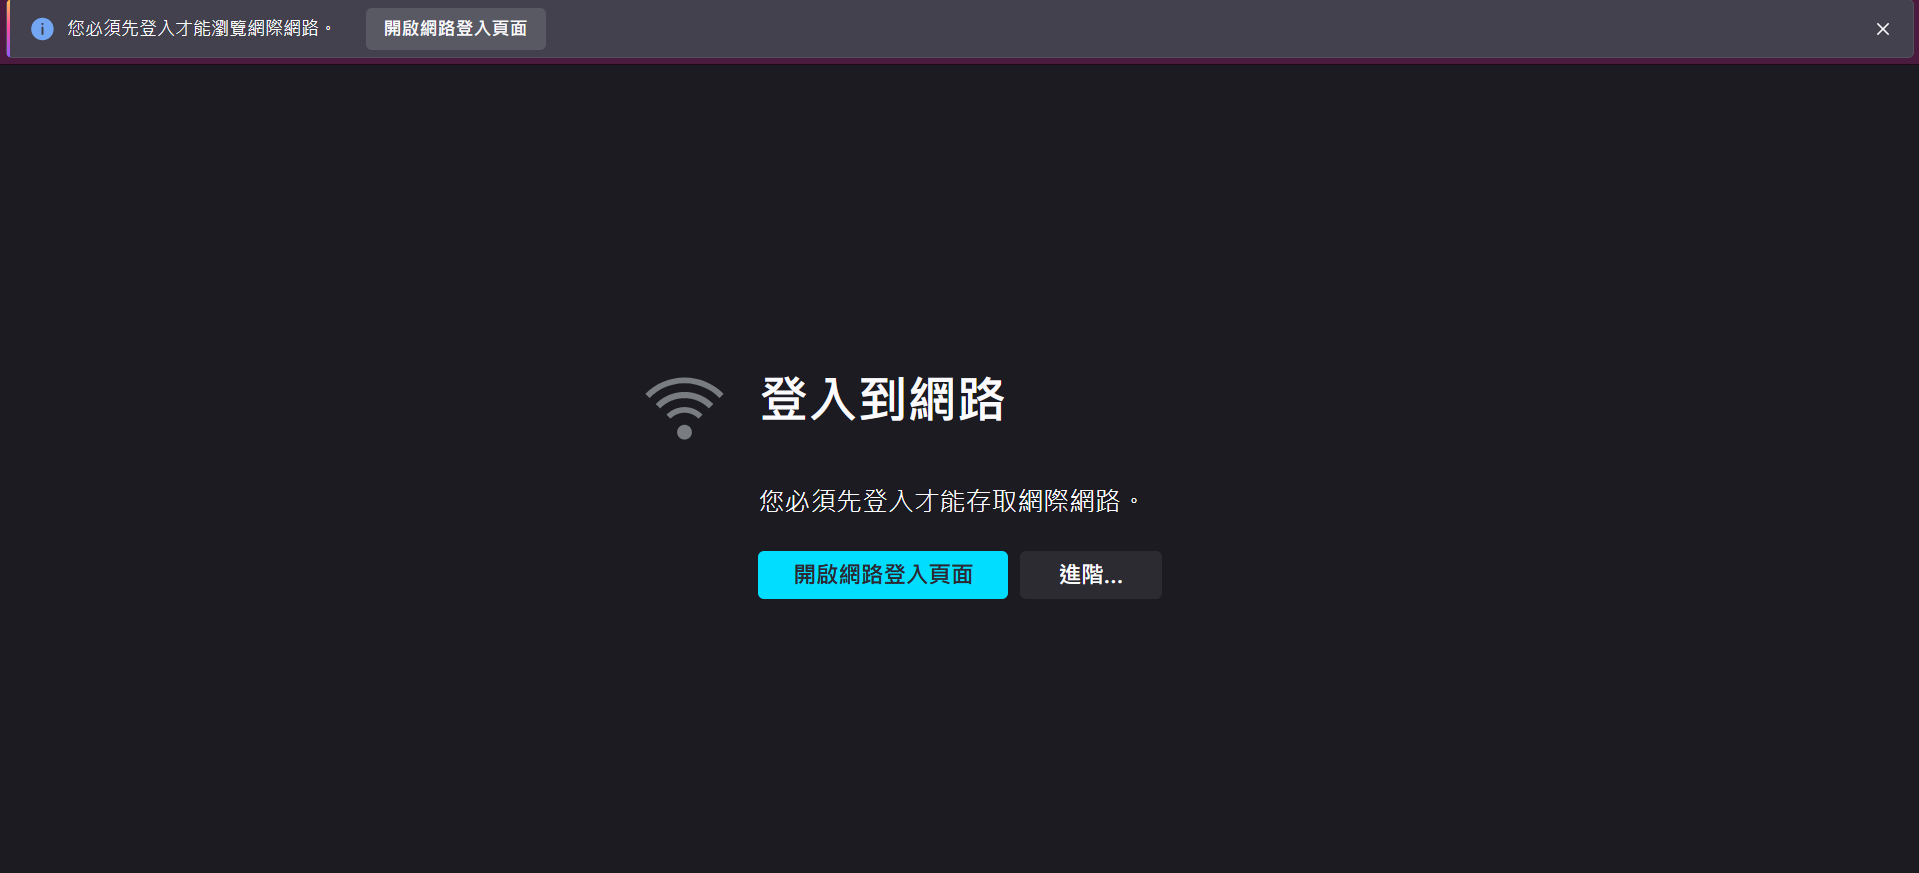 您必須先登入才能瀏覽網際網路。
開啟網路登入頁面
登入到網路
您必須先登入才能存取網際網路。
開啟網路登入頁面
進階...